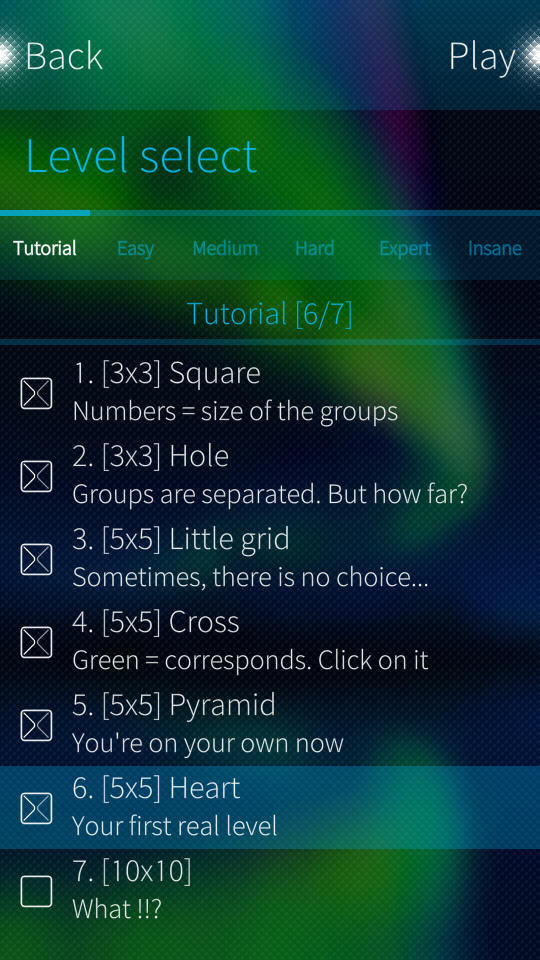 Back Play
Level select
Tutorial Easy Medium Hard Expert Insane
Tutorial [6/7]
1. [3x3] Square
Numbers = size of the groups
2. [3x3] Hole
Groups are separated. But how far?
3. [5x5] Little grid
Sometimes, there is no choice...
4. [5x5] Cross
Green = corresponds. Click on it
5. [5x5] Pyramid
You're on your own now
6. [5x5] Heart
Your first real level
7. [10x10]
What !!?